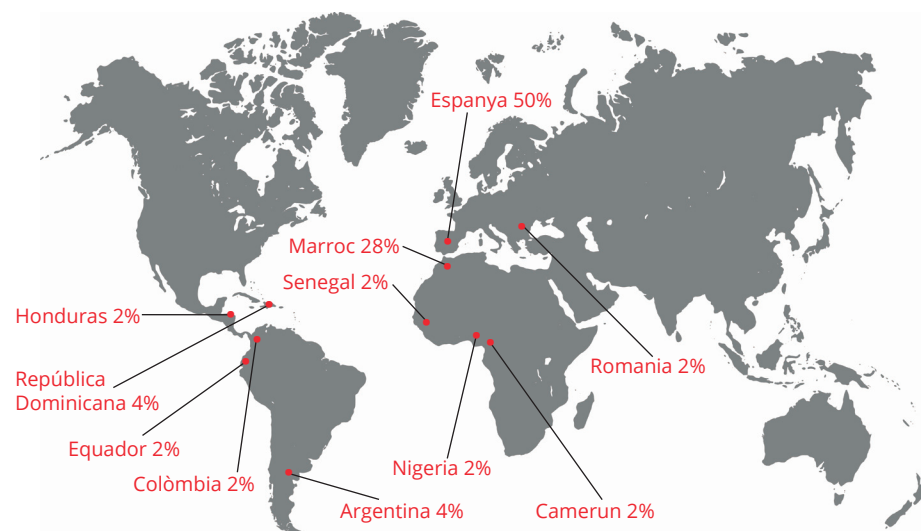 Espanya 50%
Marroc 28%
Senegal 2%
Honduras 2%
República
Dominicana 4%
Romania 2%
Equador 2%
Colòmbia 2%
Nigeria 2%
Argentina 4%
Camerun 2%